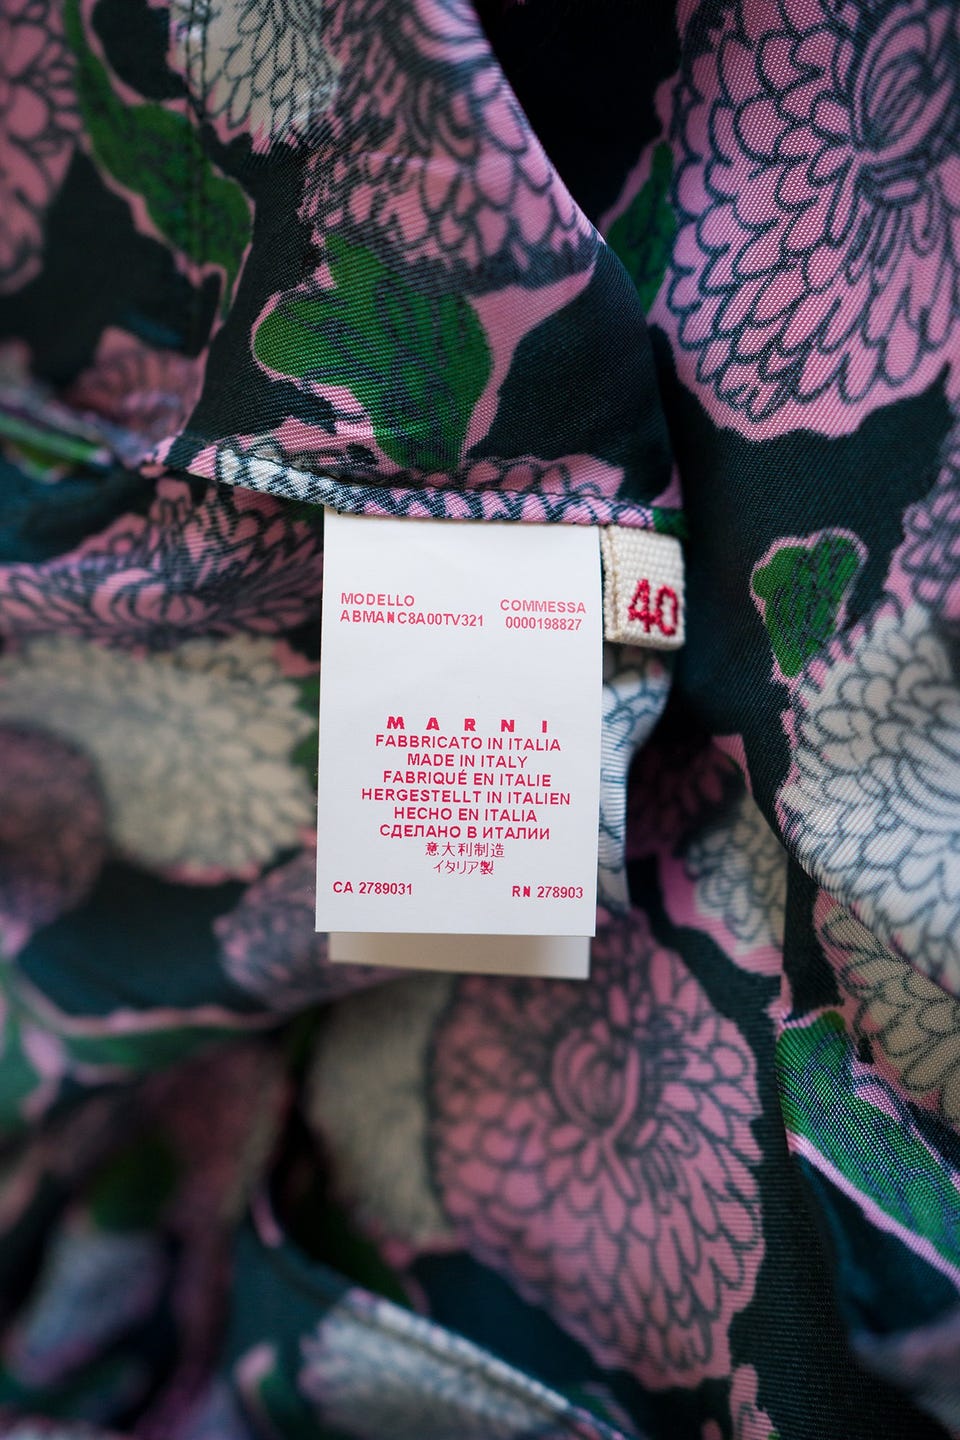 MODELLO
ABMANC8A00TV321
COMMESSA
0000198827
40
MARNI
FABBRICATO IN ITALIA
MADE IN ITALY
FABRIQUÉ EN ITALIE
HERGESTELLT IN ITALIEN
HECHO EN ITALIA
СДЕЛАНО В ИТАЛИИ
意大利制造
イタリア製
CA 2789031
RN 278903